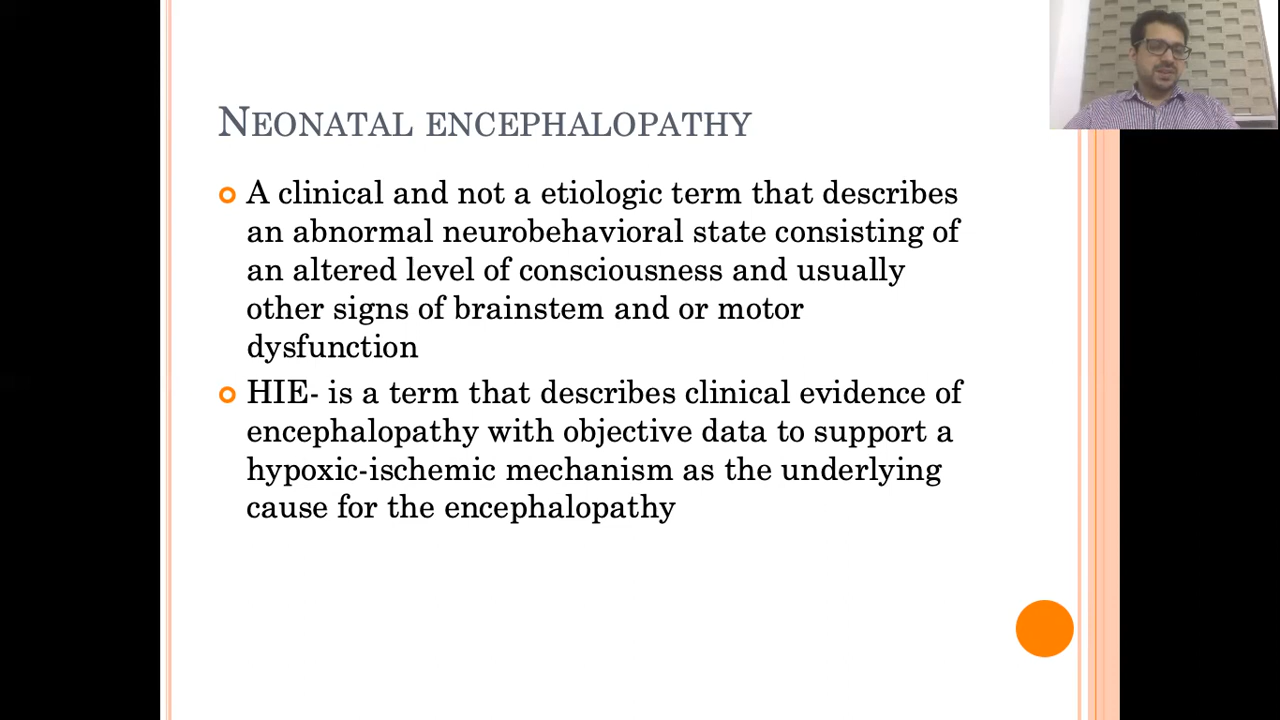 NEONATAL ENCEPHALOPATHY
A clinical and not a etiologic term that describes
an abnormal neurobehavioral state consisting of
an altered level of consciousness and usually
other signs of brainstem and or motor
dysfunction
HIE- is a term that describes clinical evidence of
encephalopathy with objective data to support a
hypoxic-ischemic mechanism as the underlying
cause for the encephalopathy